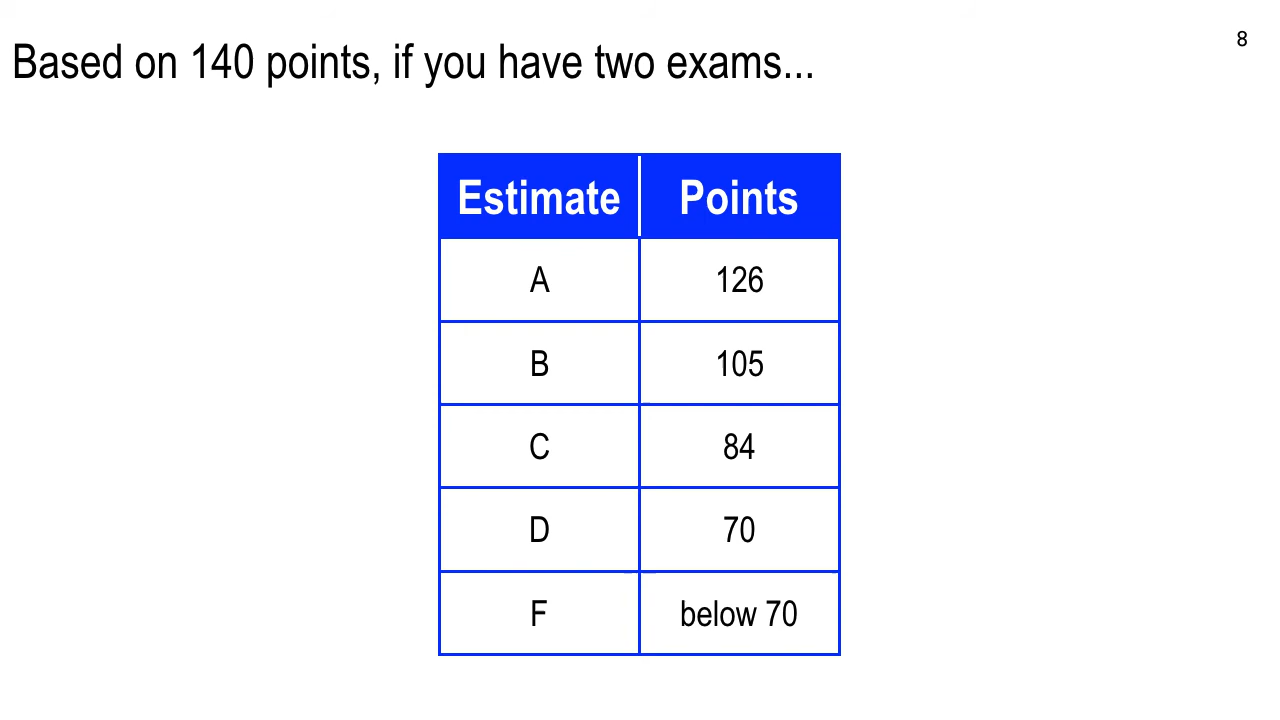 8
Based on 140 points, if you have two exams...
Estimate Points
A 126
B 105
C 84
D 70
F below 70